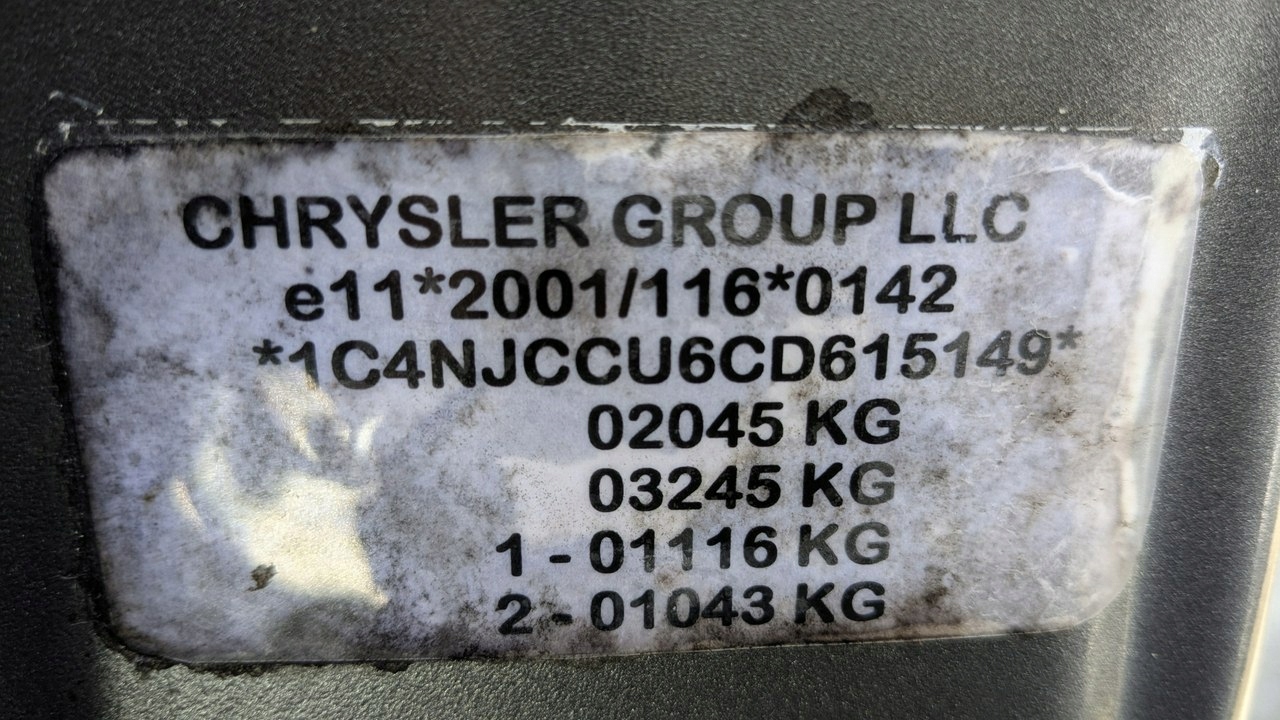 CHRYSLER GROUP LLC
e11*2001/116*0142
*1C4NJCCU6CD615149*
02045 KG
03245 KG
1 - 01116 KG
2 - 01043 KG